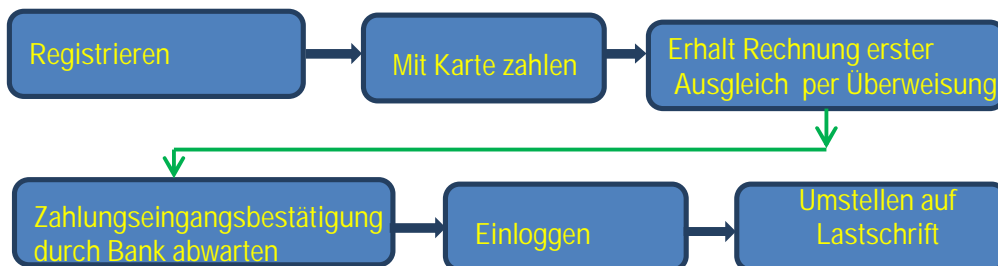 Registrieren
Mit Karte zahlen
Erhalt Rechnung erster
Ausgleich per Überweisung
Zahlungseingangsbestätigung
durch Bank abwarten
Einloggen
Umstellen auf
Lastschrift